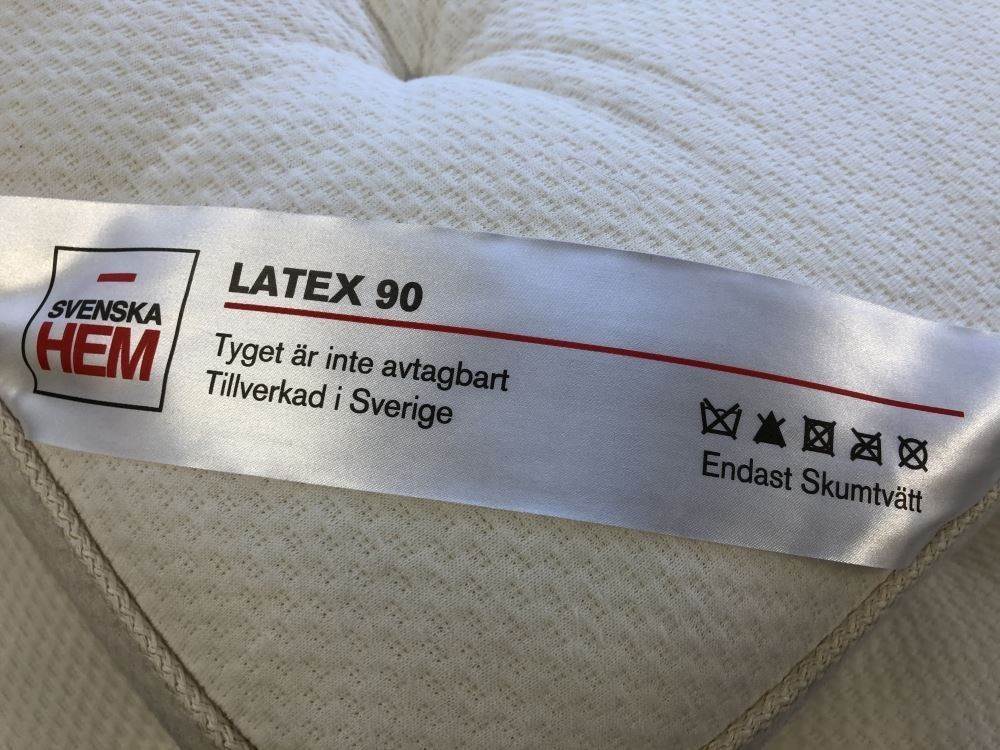 SVENSKA
HEM
LATEX 90
Tyget är inte avtagbart
Tillverkad i Sverige
Endast Skumtvätt